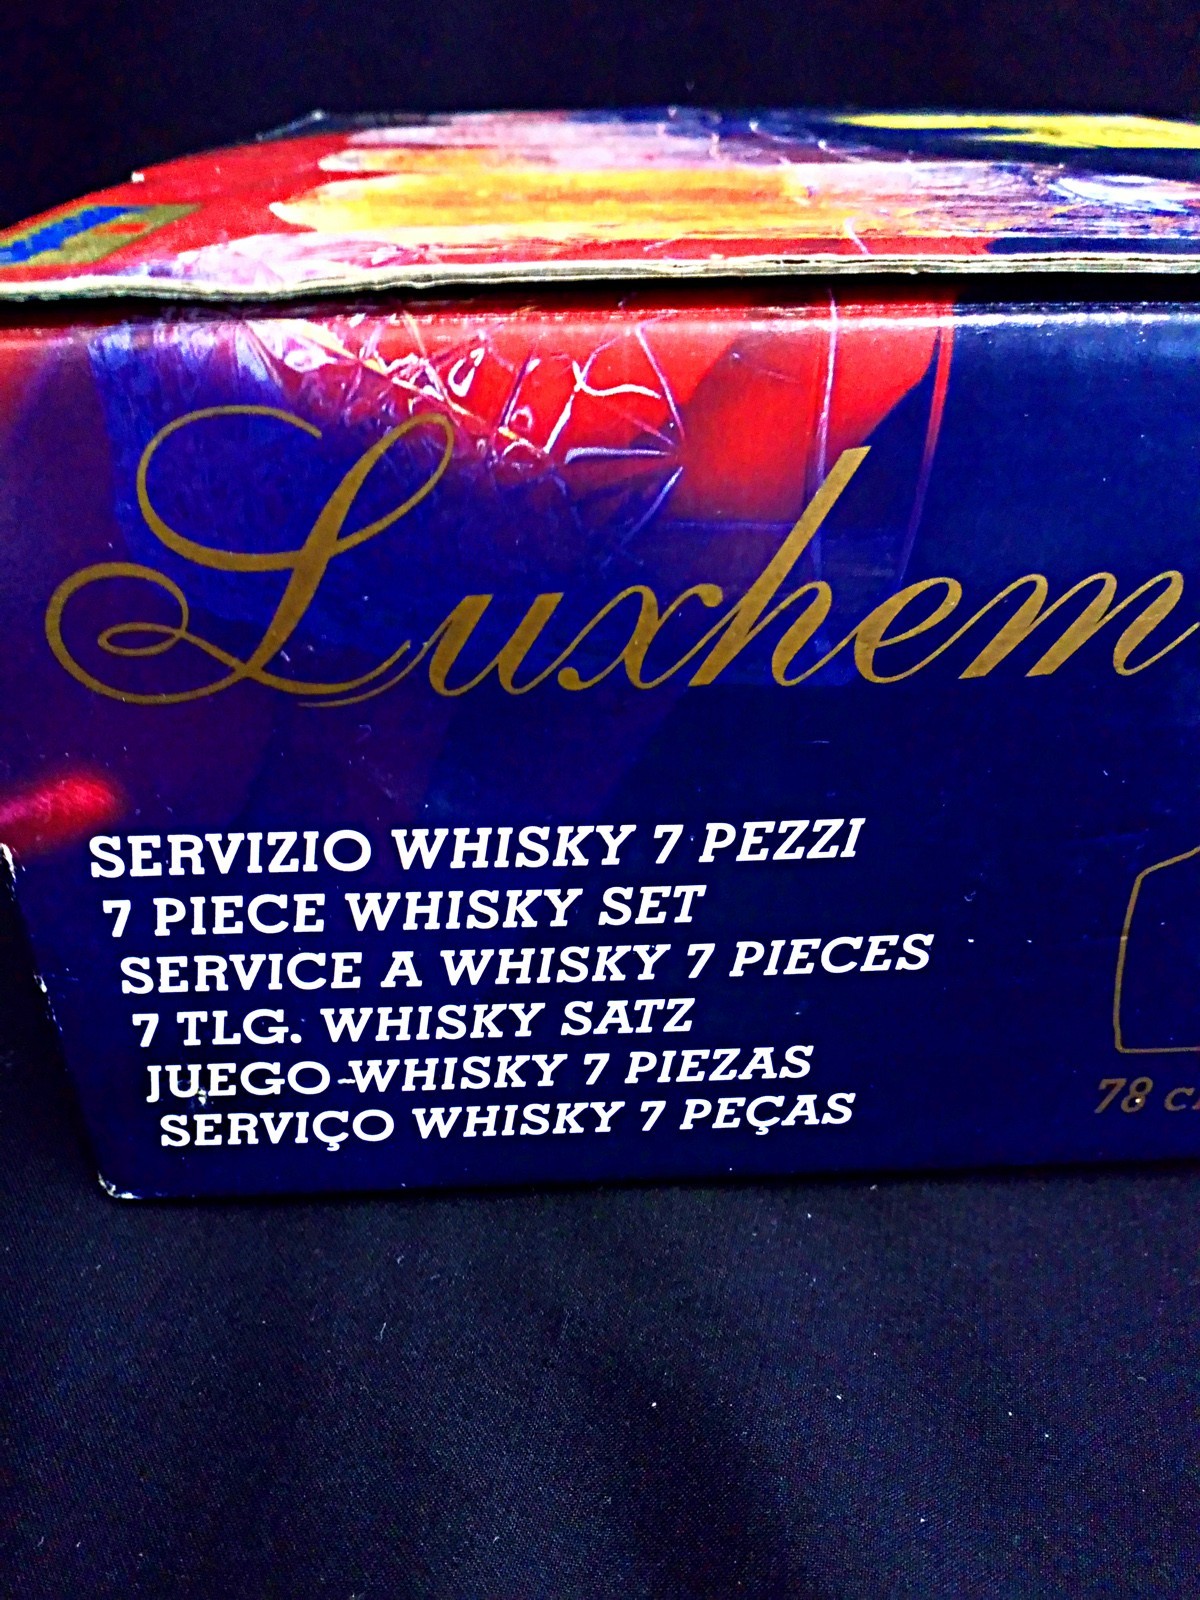 Luxhem
SERVIZIO WHISKY 7 PEZZI
7 PIECE WHISKY SET
SERVICE A WHISKY 7 PIECES
7 TLG. WHISKY SATZ
JUEGO WHISKY 7 PIEZAS
SERVIÇO WHISKY 7 PEÇAS
78